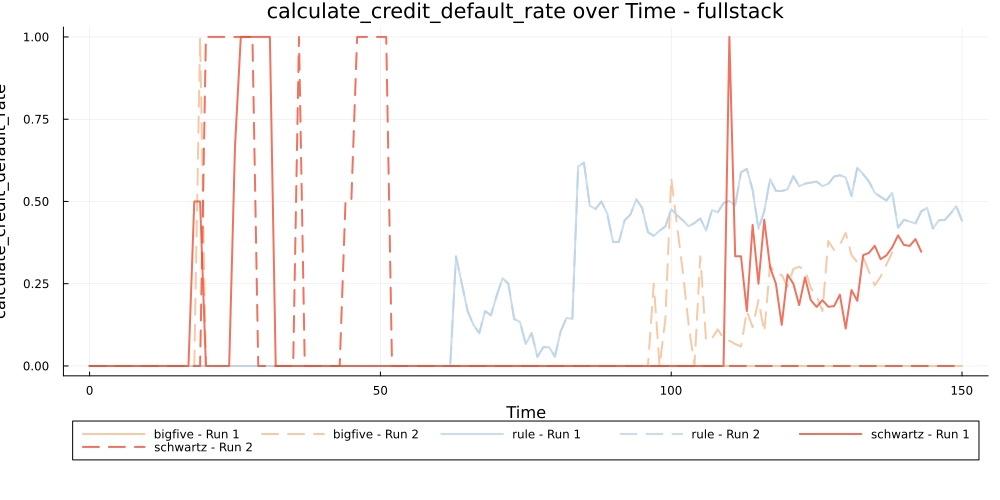 calculate_credit_default_rate over Time - fullstack
calculate_credit_default_rate
1.00
0.75
0.50
0.25
0.00
0
50
100
150
Time
bigfive - Run 1
bigfive - Run 2
rule - Run 1
rule - Run 2
schwartz - Run 1
schwartz - Run 2